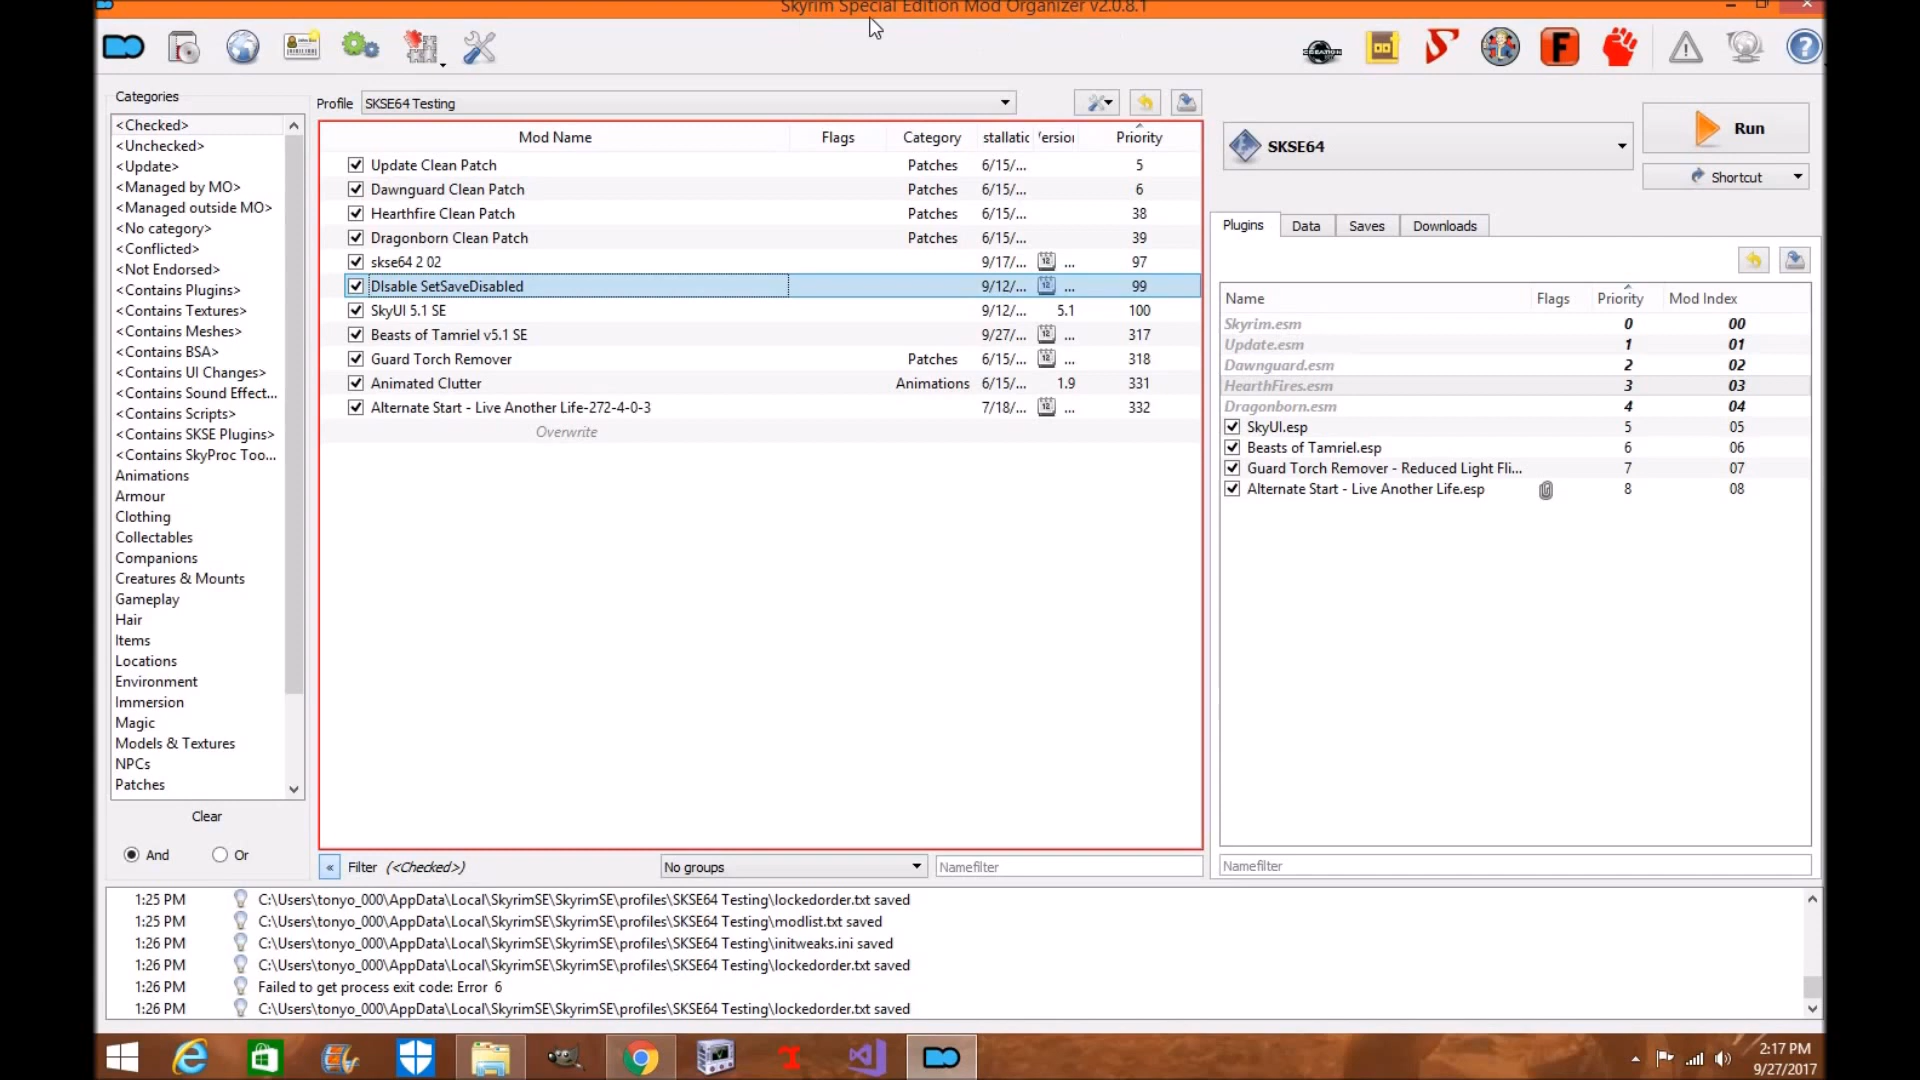 Skyrim Special Edition Mod Organizer v2.0.8.1
Categories
<Checked>
<Unchecked>
<Update>
<Managed by MO>
<Managed outside MO>
<No category>
<Conflicted>
<Not Endorsed>
<Contains Plugins>
<Contains Textures>
<Contains Meshes>
<Contains BSA>
<Contains UI Changes>
<Contains Sound Effect...
<Contains Scripts>
<Contains SKSE Plugins>
<Contains SkyProc Too...
Animations
Armour
Clothing
Collectables
Companions
Creatures & Mounts
Gameplay
Hair
Items
Locations
Environment
Immersion
Magic
Models & Textures
NPCs
Patches
Clear
And Or
Profile SKSE64 Testing
Mod Name Flags Category stallatic Version Priority
Update Clean Patch Patches 6/15/... 5
Dawnguard Clean Patch Patches 6/15/... 6
Hearthfire Clean Patch Patches 6/15/... 38
Dragonborn Clean Patch Patches 6/15/... 39
skse64 2 02 9/17/... ... 97
DIsable SetSaveDisabled 9/12/... ... 99
SkyUI 5.1 SE 9/12/... 5.1 100
Beasts of Tamriel v5.1 SE 9/27/... ... 317
Guard Torch Remover Patches 6/15/... ... 318
Animated Clutter Animations 6/15/... 1.9 331
Alternate Start - Live Another Life-272-4-0-3 7/18/... ... 332
Overwrite
« Filter (<Checked>) No groups Namefilter
SKSE64
Run
Shortcut
Plugins Data Saves Downloads
Name Flags Priority Mod Index
Skyrim.esm 0 00
Update.esm 1 01
Dawnguard.esm 2 02
HearthFires.esm 3 03
Dragonborn.esm 4 04
SkyUI.esp 5 05
Beasts of Tamriel.esp 6 06
Guard Torch Remover - Reduced Light Fli... 7 07
Alternate Start - Live Another Life.esp 8 08
Namefilter
1:25 PM C:\Users\tonyo_000\AppData\Local\SkyrimSE\SkyrimSE\profiles\SKSE64 Testing\lockedorder.txt saved
1:25 PM C:\Users\tonyo_000\AppData\Local\SkyrimSE\SkyrimSE\profiles\SKSE64 Testing\modlist.txt saved
1:26 PM C:\Users\tonyo_000\AppData\Local\SkyrimSE\SkyrimSE\profiles\SKSE64 Testing\initweaks.ini saved
1:26 PM C:\Users\tonyo_000\AppData\Local\SkyrimSE\SkyrimSE\profiles\SKSE64 Testing\lockedorder.txt saved
1:26 PM Failed to get process exit code: Error 6
1:26 PM C:\Users\tonyo_000\AppData\Local\SkyrimSE\SkyrimSE\profiles\SKSE64 Testing\lockedorder.txt saved
2:17 PM
9/27/2017